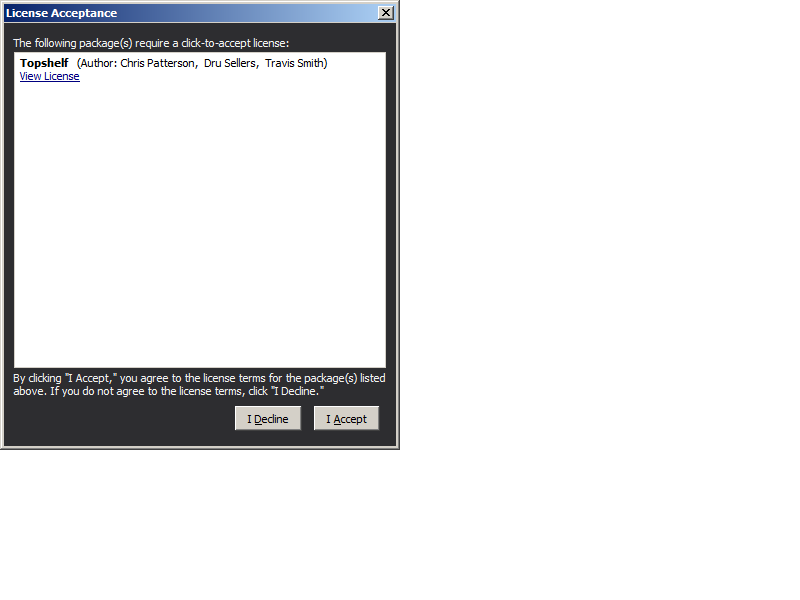 License Acceptance
The following package(s) require a click-to-accept license:
Topshelf (Author: Chris Patterson, Dru Sellers, Travis Smith)
View License
By clicking "I Accept," you agree to the license terms for the package(s) listed
above. If you do not agree to the license terms, click "I Decline."
I Decline I Accept